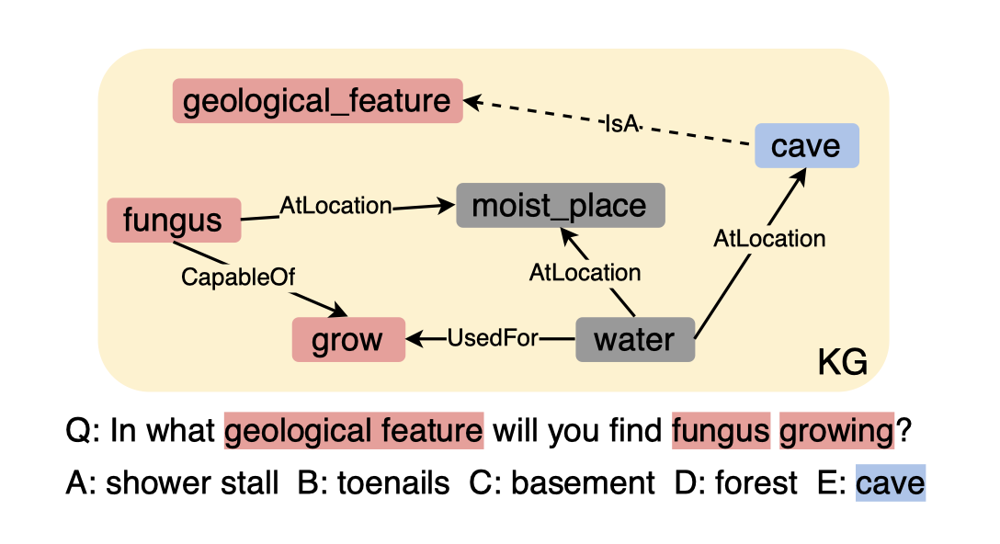 geological_feature
IsA
cave
fungus
AtLocation
moist_place
AtLocation
CapableOf
AtLocation
grow
UsedFor
water
KG
Q: In what geological feature will you find fungus growing?
A: shower stall B: toenails C: basement D: forest E: cave